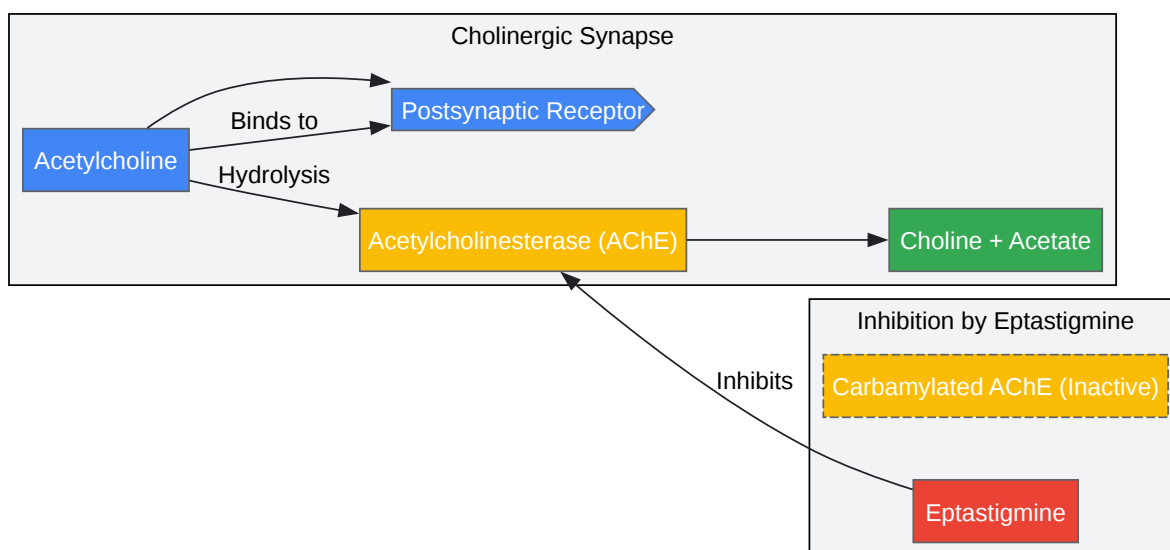 Cholinergic Synapse
Postsynaptic Receptor
Binds to
Acetylcholine
Hydrolysis
Acetylcholinesterase (AChE)
Choline + Acetate
Inhibition by Eptastigmine
Carbamylated AChE (Inactive)
Inhibits
Eptastigmine